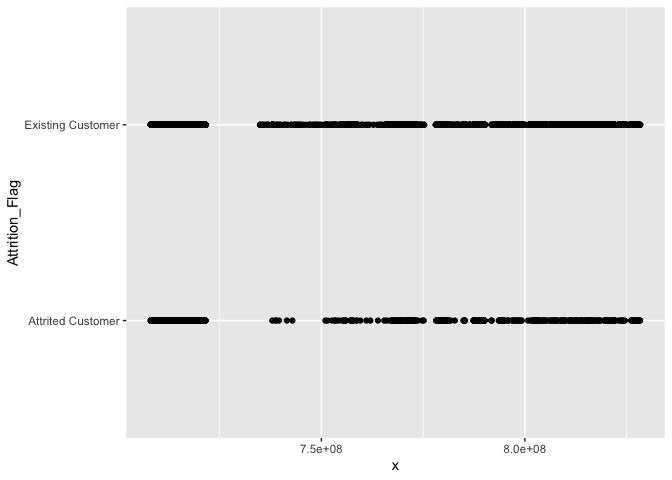 Existing Customer
Attrition_Flag
Attrited Customer
7.5e+08 8.0e+08
x